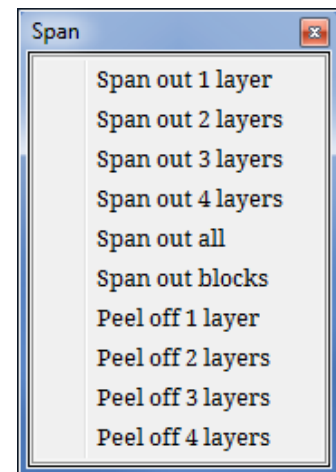 Span
Span out 1 layer
Span out 2 layers
Span out 3 layers
Span out 4 layers
Span out all
Span out blocks
Peel off 1 layer
Peel off 2 layers
Peel off 3 layers
Peel off 4 layers